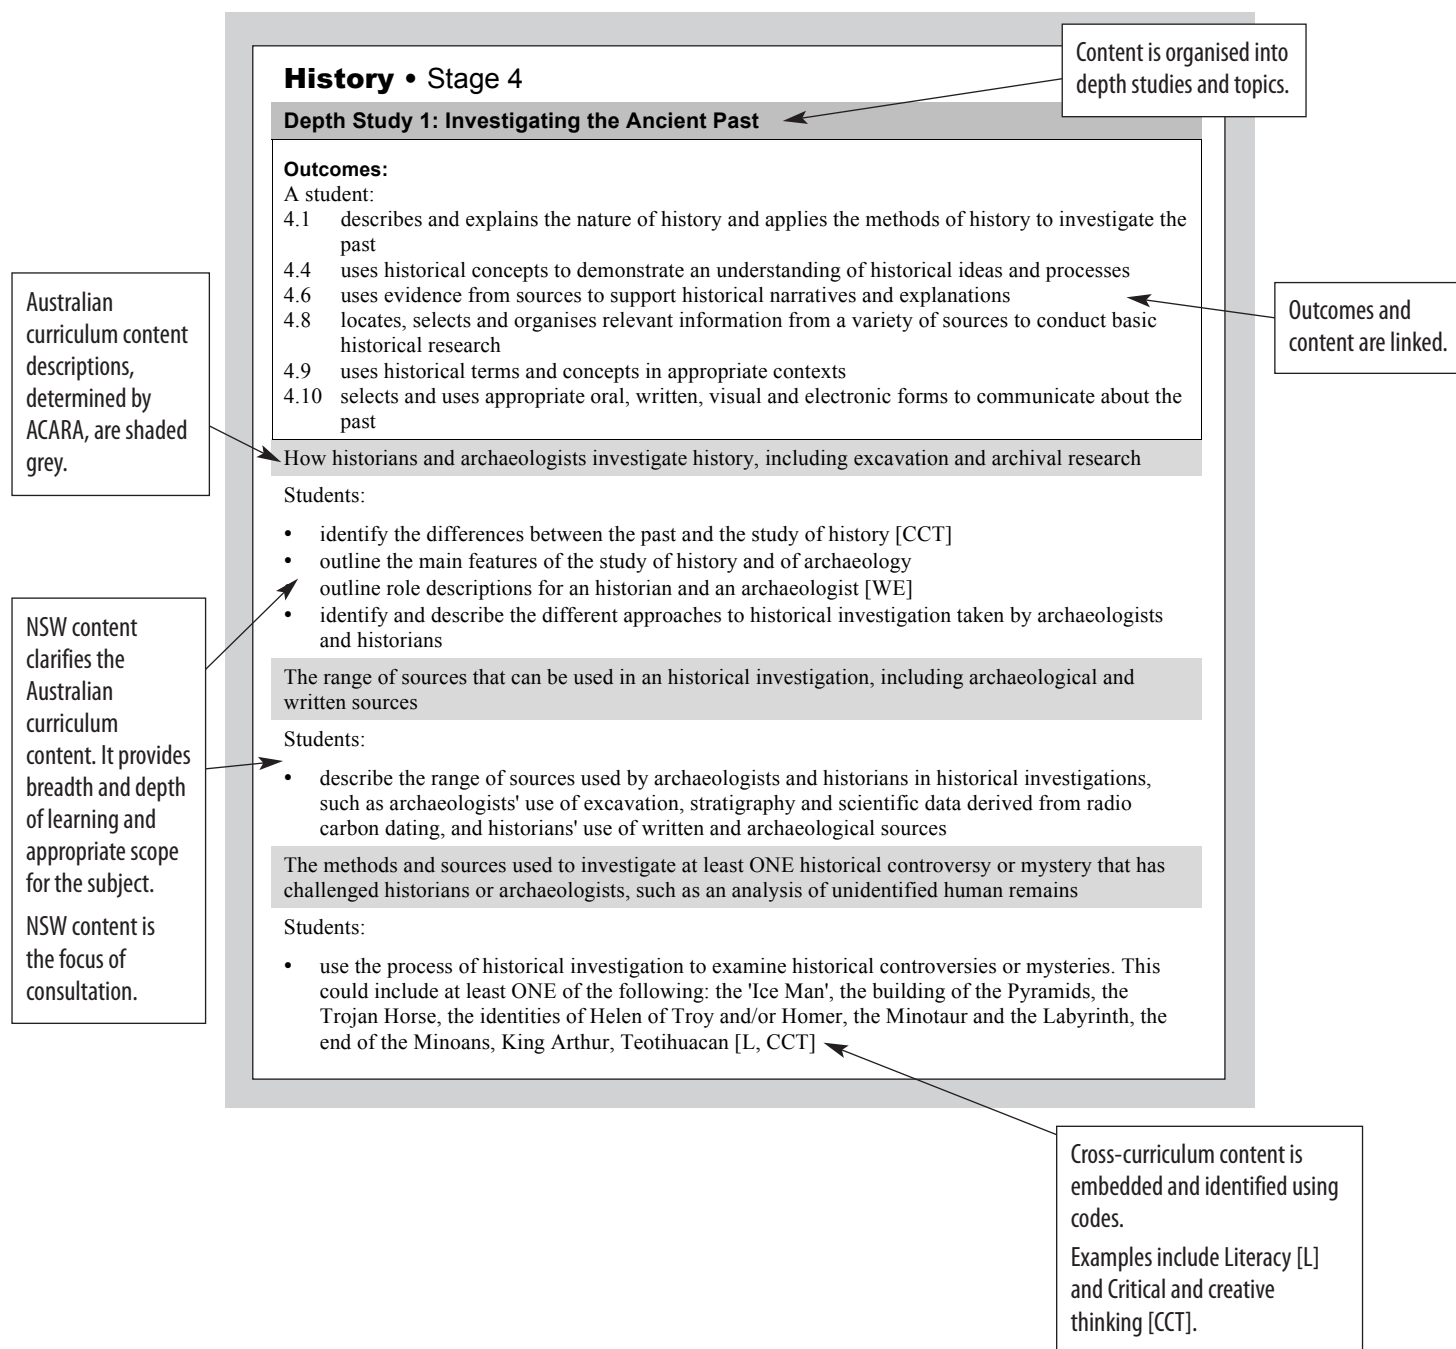 History • Stage 4
Content is organised into
depth studies and topics.
Depth Study 1: Investigating the Ancient Past
Outcomes:
A student:
4.1 describes and explains the nature of history and applies the methods of history to investigate the
past
4.4 uses historical concepts to demonstrate an understanding of historical ideas and processes
4.6 uses evidence from sources to support historical narratives and explanations
4.8 locates, selects and organises relevant information from a variety of sources to conduct basic
historical research
4.9 uses historical terms and concepts in appropriate contexts
4.10 selects and uses appropriate oral, written, visual and electronic forms to communicate about the
past
Outcomes and
content are linked.
Australian
curriculum content
descriptions,
determined by
ACARA, are shaded
grey.
How historians and archaeologists investigate history, including excavation and archival research
Students:
• identify the differences between the past and the study of history [CCT]
• outline the main features of the study of history and of archaeology
• outline role descriptions for an historian and an archaeologist [WE]
• identify and describe the different approaches to historical investigation taken by archaeologists
and historians
NSW content
clarifies the
Australian
curriculum
content. It provides
breadth and depth
of learning and
appropriate scope
for the subject.
NSW content is
the focus of
consultation.
The range of sources that can be used in an historical investigation, including archaeological and
written sources
Students:
• describe the range of sources used by archaeologists and historians in historical investigations,
such as archaeologists' use of excavation, stratigraphy and scientific data derived from radio
carbon dating, and historians' use of written and archaeological sources
The methods and sources used to investigate at least ONE historical controversy or mystery that has
challenged historians or archaeologists, such as an analysis of unidentified human remains
Students:
• use the process of historical investigation to examine historical controversies or mysteries. This
could include at least ONE of the following: the 'Ice Man', the building of the Pyramids, the
Trojan Horse, the identities of Helen of Troy and/or Homer, the Minotaur and the Labyrinth, the
end of the Minoans, King Arthur, Teotihuacan [L, CCT]
Cross-curriculum content is
embedded and identified using
codes.
Examples include Literacy [L]
and Critical and creative
thinking [CCT].